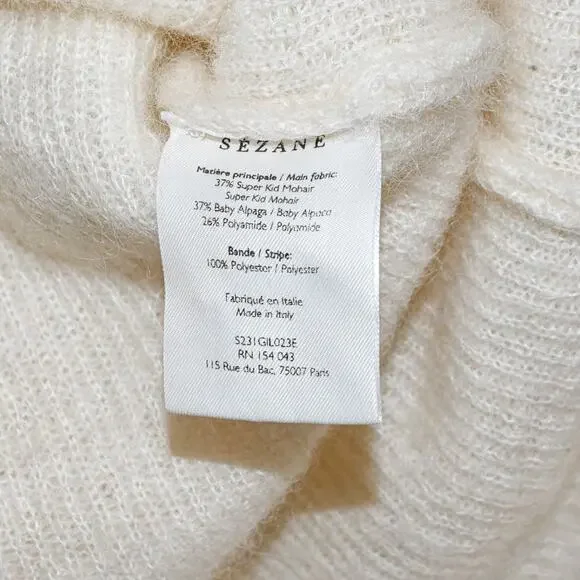 SÉZANE
Matière principale / Main fabric:
37% Super Kid Mohair
Super Kid Mohair
37% Baby Alpaga / Baby Alpaca
26% Polyamide / Polyamide
Bande / Stripe:
100% Polyester / Polyester
Fabriqué en Italie
Made in Italy
S231GIL023E
RN 154 043
115 Rue du Bac, 75007 Paris